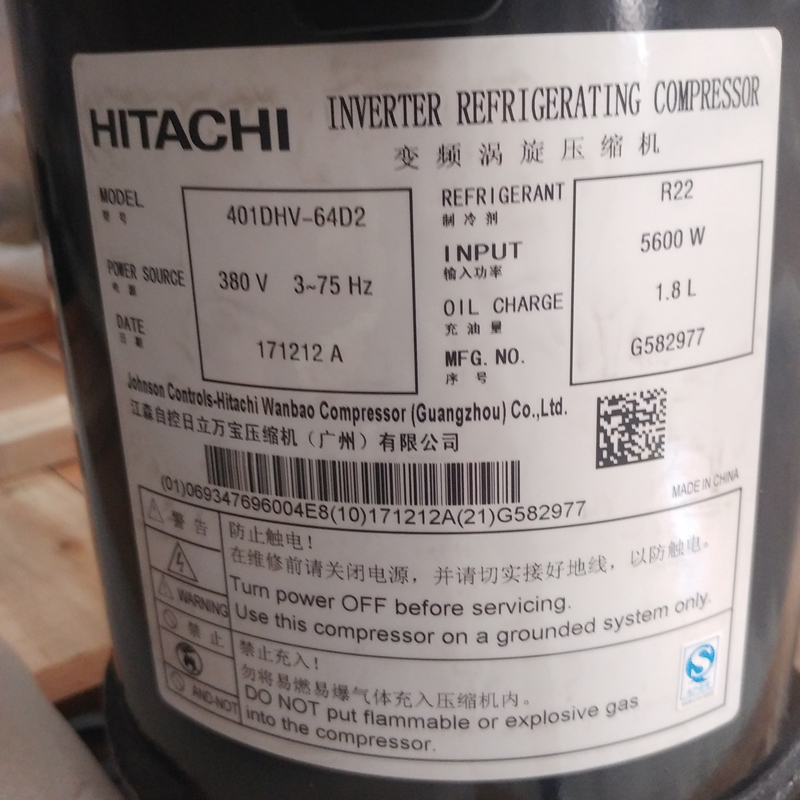 HITACHI
INVERTER REFRIGERATING COMPRESSOR
变频涡旋压缩机
MODEL 401DHV-64D2
型号
POWER SOURCE 380 V 3~75 Hz
电源
DATE 171212 A
日期
REFRIGERANT R22
制冷剂
INPUT 5600 W
输入功率
OIL CHARGE 1.8 L
充油量
MFG. NO. G582977
序号
Johnson Controls-Hitachi Wanbao Compressor (Guangzhou) Co.,Ltd.
江森自控日立万宝压缩机（广州）有限公司
(01)069347696004E8(10)171212A(21)G582977
MADE IN CHINA
警告
WARNING
防止触电！
在维修前请关闭电源，并请切实接好地线，以防触电。
Turn power OFF before servicing.
Use this compressor on a grounded system only.
禁止
AND-NOT
禁止充入！
勿将易燃易爆气体充入压缩机内。
DO NOT put flammable or explosive gas
into the compressor.